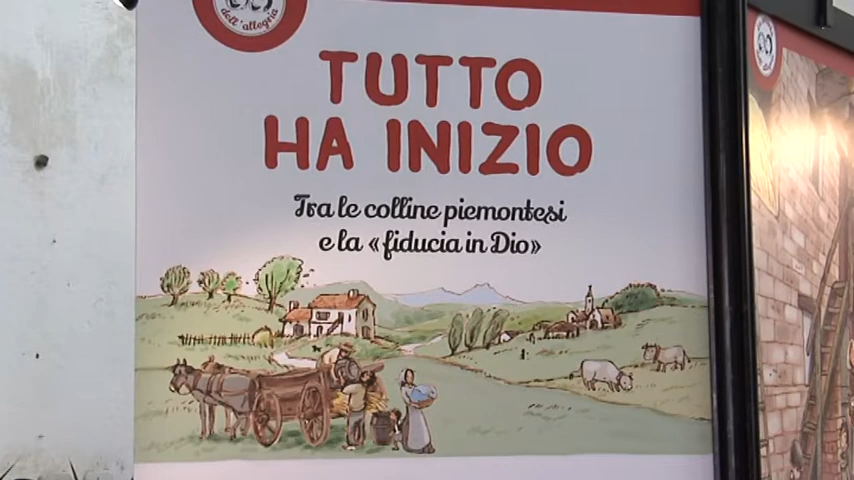 dell'allegria
TUTTO
HA INIZIO
Tra le colline piemontesi
e la «fiducia in Dio»